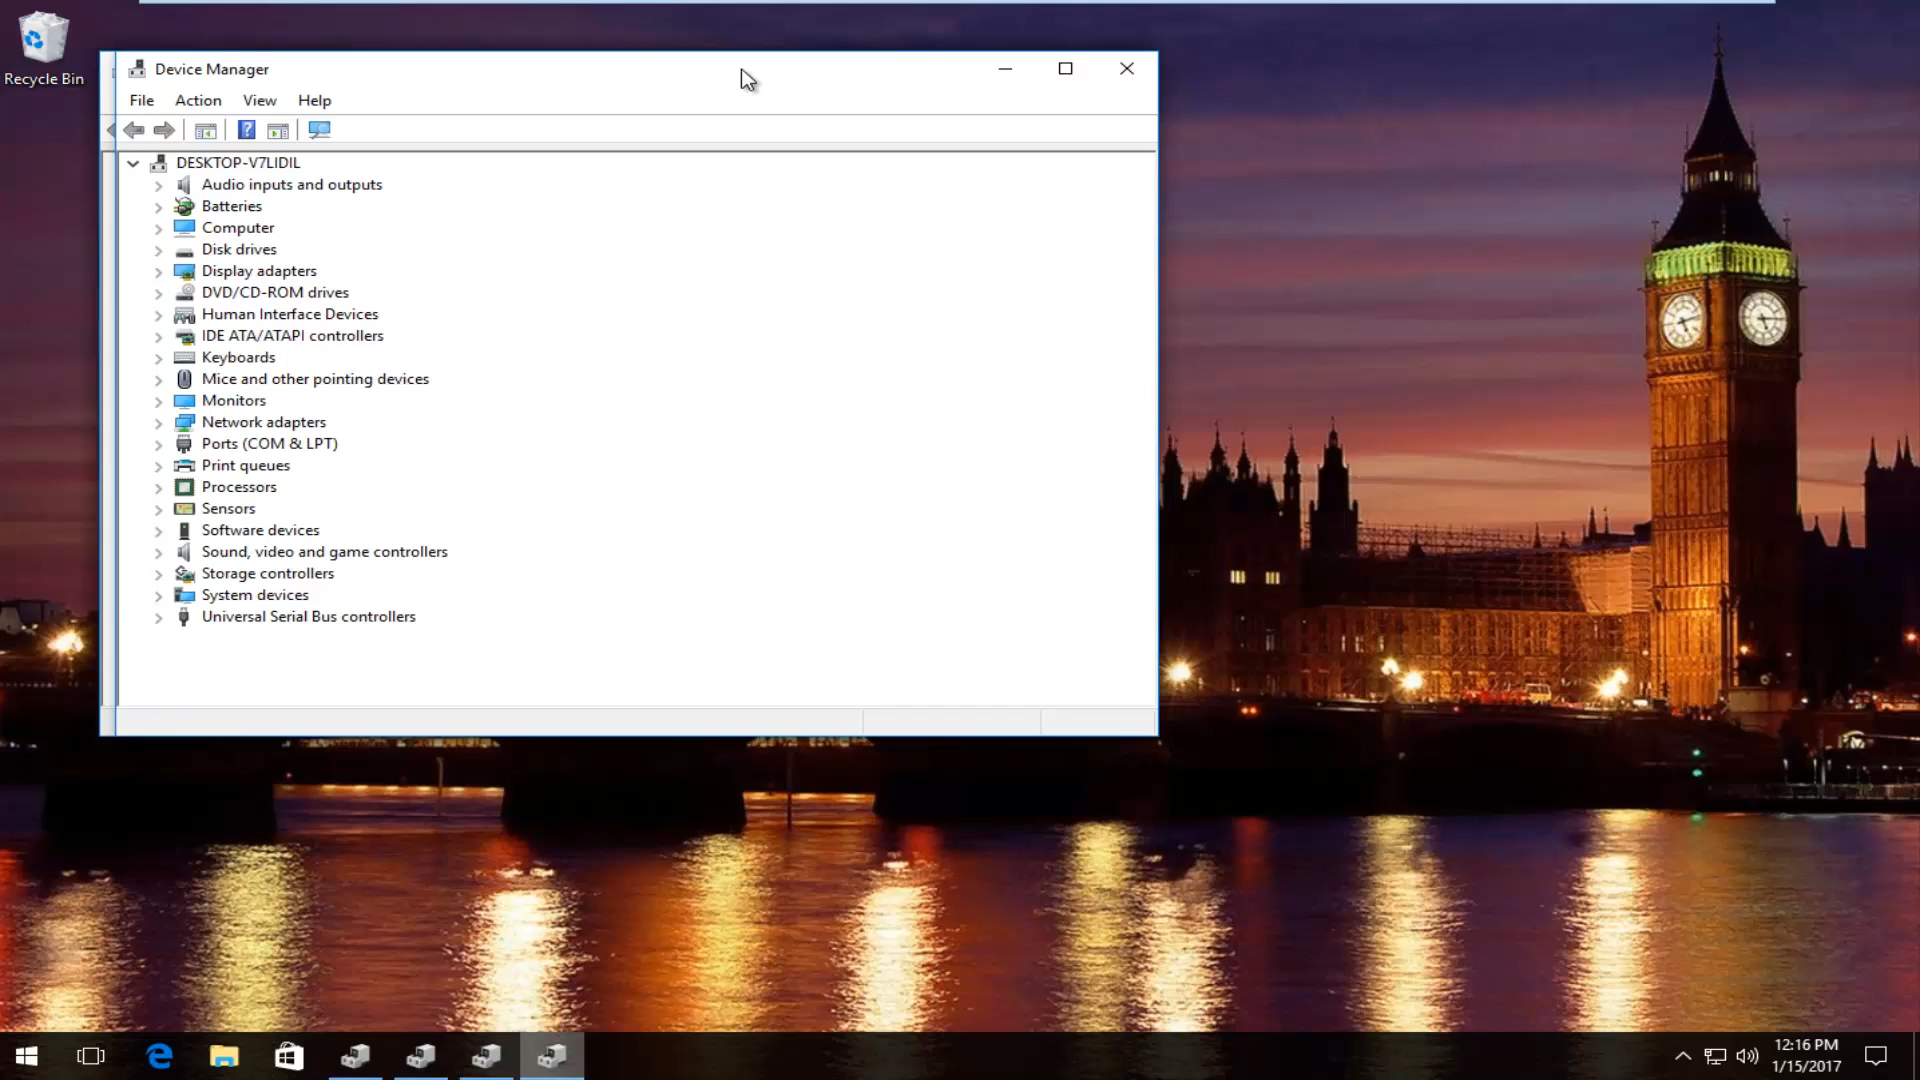 Recycle Bin
Device Manager
File Action View Help
DESKTOP-V7LIDIL
Audio inputs and outputs
Batteries
Computer
Disk drives
Display adapters
DVD/CD-ROM drives
Human Interface Devices
IDE ATA/ATAPI controllers
Keyboards
Mice and other pointing devices
Monitors
Network adapters
Ports (COM & LPT)
Print queues
Processors
Sensors
Software devices
Sound, video and game controllers
Storage controllers
System devices
Universal Serial Bus controllers
12:16 PM
1/15/2017